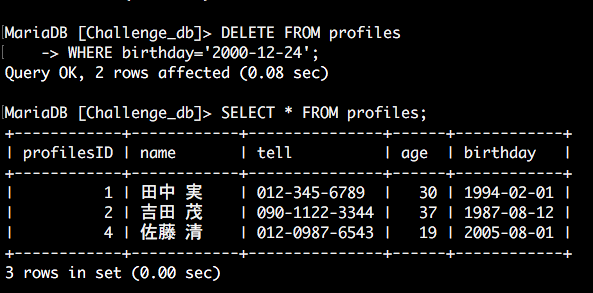 MariaDB [Challenge_db]> DELETE FROM profiles
    -> WHERE birthday='2000-12-24';
Query OK, 2 rows affected (0.08 sec)
MariaDB [Challenge_db]> SELECT * FROM profiles;
+------------+------------+---------------+------+------------+
| profilesID | name       | tell          | age  | birthday   |
+------------+------------+---------------+------+------------+
|          1 | 田中 実    | 012-345-6789  |   30 | 1994-02-01 |
|          2 | 吉田 茂    | 090-1122-3344 |   37 | 1987-08-12 |
|          4 | 佐藤 清    | 012-0987-6543 |   19 | 2005-08-01 |
+------------+------------+---------------+------+------------+
3 rows in set (0.00 sec)